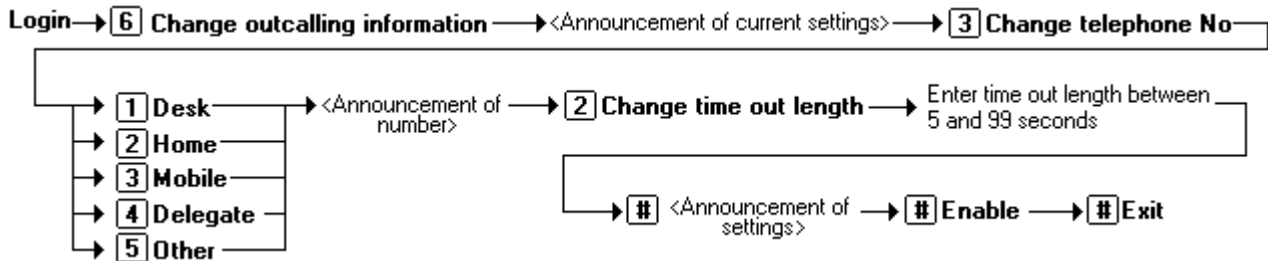 Login 6 Change outcalling information <Announcement of current settings> 3 Change telephone No
1 Desk
2 Home
3 Mobile
4 Delegate
5 Other
<Announcement of
number>
2 Change time out length
Enter time out length between
5 and 99 seconds
# <Announcement of
settings>
# Enable # Exit